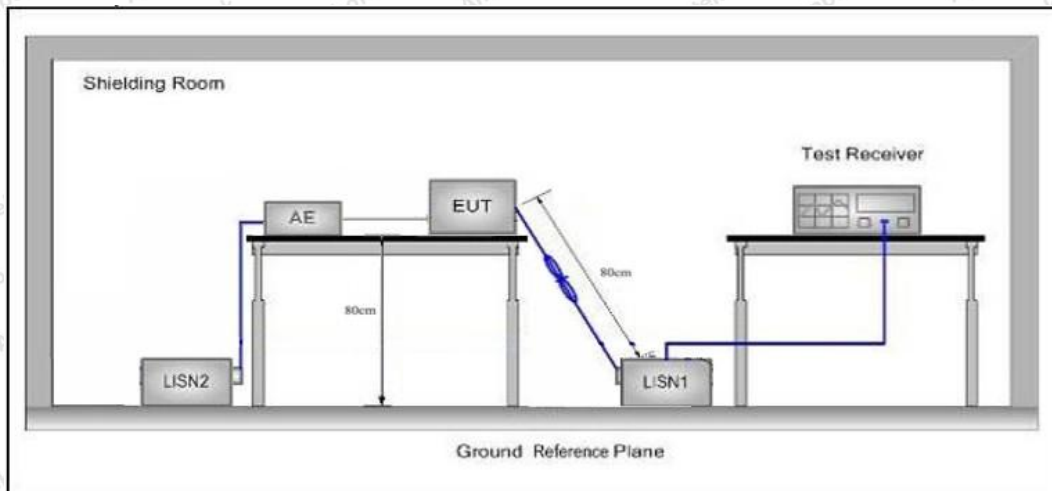 Shielding Room
Test Receiver
EUT
AE
80cm
80cm
LISN2
LISN1
Ground Reference Plane